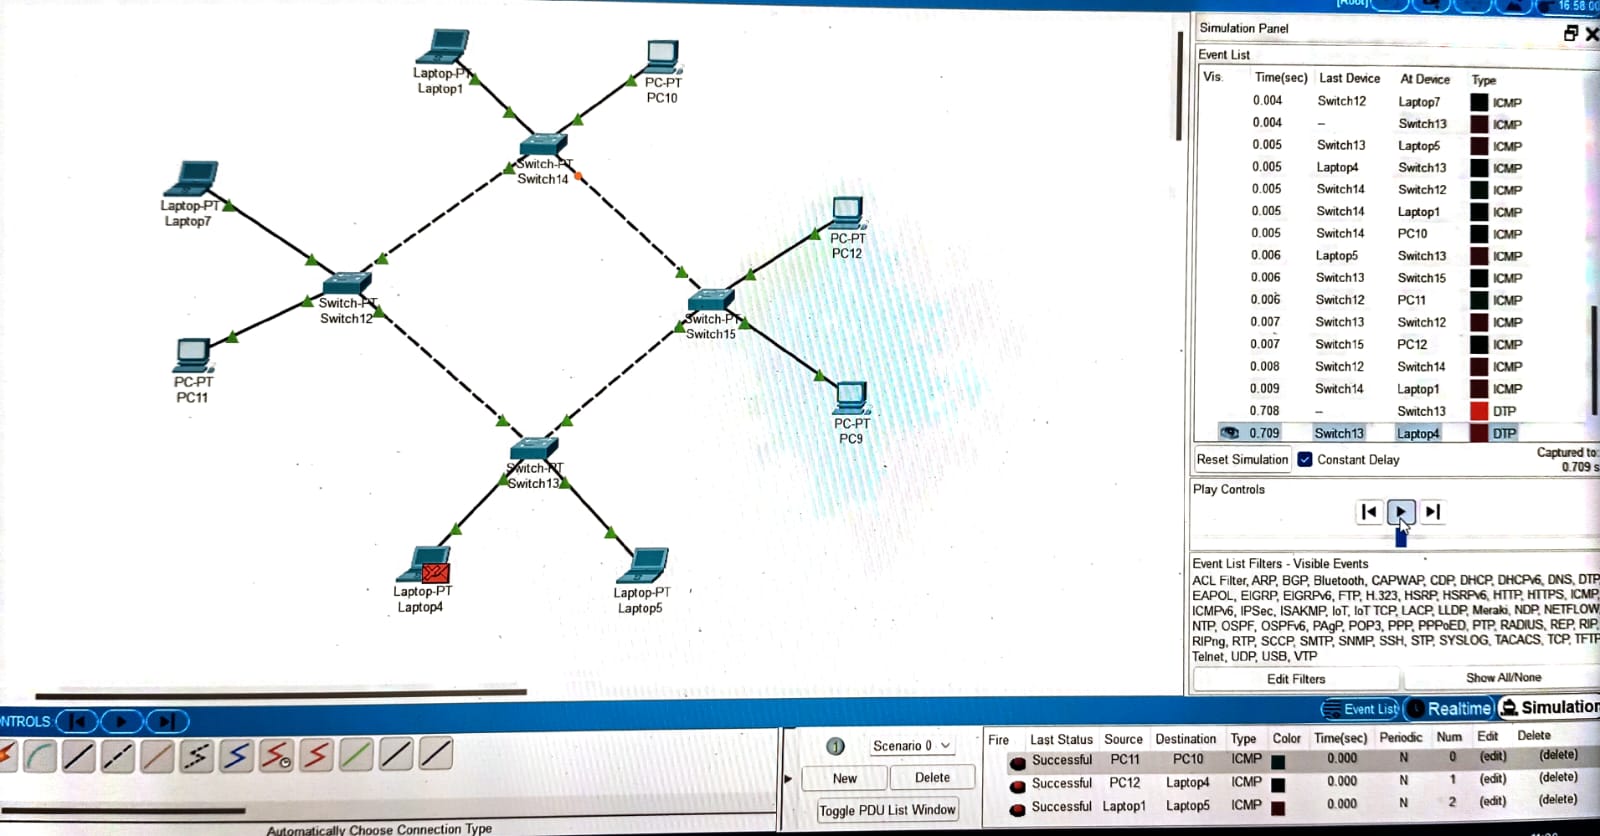 [Root]
16:58:00
Simulation Panel
Event List
Vis. Time(sec) Last Device At Device Type
0.004 Switch12 Laptop7 ICMP
0.004 -- Switch13 ICMP
0.005 Switch13 Laptop5 ICMP
0.005 Laptop4 Switch13 ICMP
0.005 Switch14 Switch12 ICMP
0.005 Switch14 Laptop1 ICMP
0.005 Switch14 PC10 ICMP
0.006 Laptop5 Switch13 ICMP
0.006 Switch13 Switch15 ICMP
0.006 Switch12 PC11 ICMP
0.007 Switch13 Switch12 ICMP
0.007 Switch15 PC12 ICMP
0.008 Switch12 Switch14 ICMP
0.009 Switch14 Laptop1 ICMP
0.708 -- Switch13 DTP
0.709 Switch13 Laptop4 DTP
Reset Simulation Constant Delay Captured to:
0.709 s
Play Controls
Event List Filters - Visible Events
ACL Filter, ARP, BGP, Bluetooth, CAPWAP, CDP, DHCP, DHCPv6, DNS, DTP,
EAPOL, EIGRP, EIGRPv6, FTP, H.323, HSRP, HSRPv6, HTTP, HTTPS, ICMP,
ICMPv6, IPSec, ISAKMP, IoT, IoT TCP, LACP, LLDP, Meraki, NDP, NETFLOW,
NTP, OSPF, OSPFv6, PAgP, POP3, PPP, PPPoED, PTP, RADIUS, REP, RIP,
RIPng, RTP, SCCP, SMTP, SNMP, SSH, STP, SYSLOG, TACACS, TCP, TFTP,
Telnet, UDP, USB, VTP
Edit Filters Show All/None
Event List Realtime Simulation
Laptop-PT
Laptop1
PC-PT
PC10
Switch-PT
Switch14
Laptop-PT
Laptop7
PC-PT
PC12
Switch-PT
Switch12
Switch-PT
Switch15
PC-PT
PC11
PC-PT
PC9
Switch-PT
Switch13
Laptop-PT
Laptop4
Laptop-PT
Laptop5
NTROLS
Automatically Choose Connection Type
Scenario 0
New Delete
Toggle PDU List Window
Fire Last Status Source Destination Type Color Time(sec) Periodic Num Edit Delete
Successful PC11 PC10 ICMP 0.000 N 0 (edit) (delete)
Successful PC12 Laptop4 ICMP 0.000 N 1 (edit) (delete)
Successful Laptop1 Laptop5 ICMP 0.000 N 2 (edit) (delete)